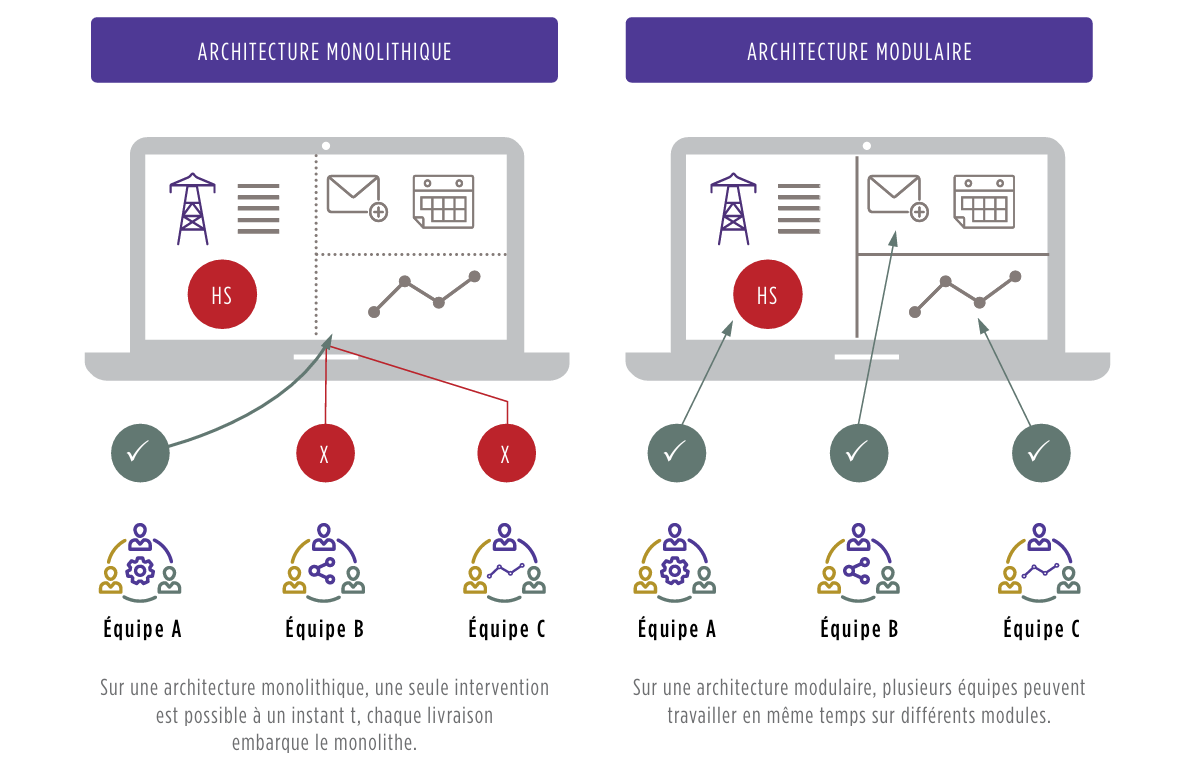 ARCHITECTURE MONOLITHIQUE
HS
X
X
Équipe A
Équipe B
Équipe C
Sur une architecture monolithique, une seule intervention
est possible à un instant t, chaque livraison
embarque le monolithe.
ARCHITECTURE MODULAIRE
HS
Équipe A
Équipe B
Équipe C
Sur une architecture modulaire, plusieurs équipes peuvent
travailler en même temps sur différents modules.